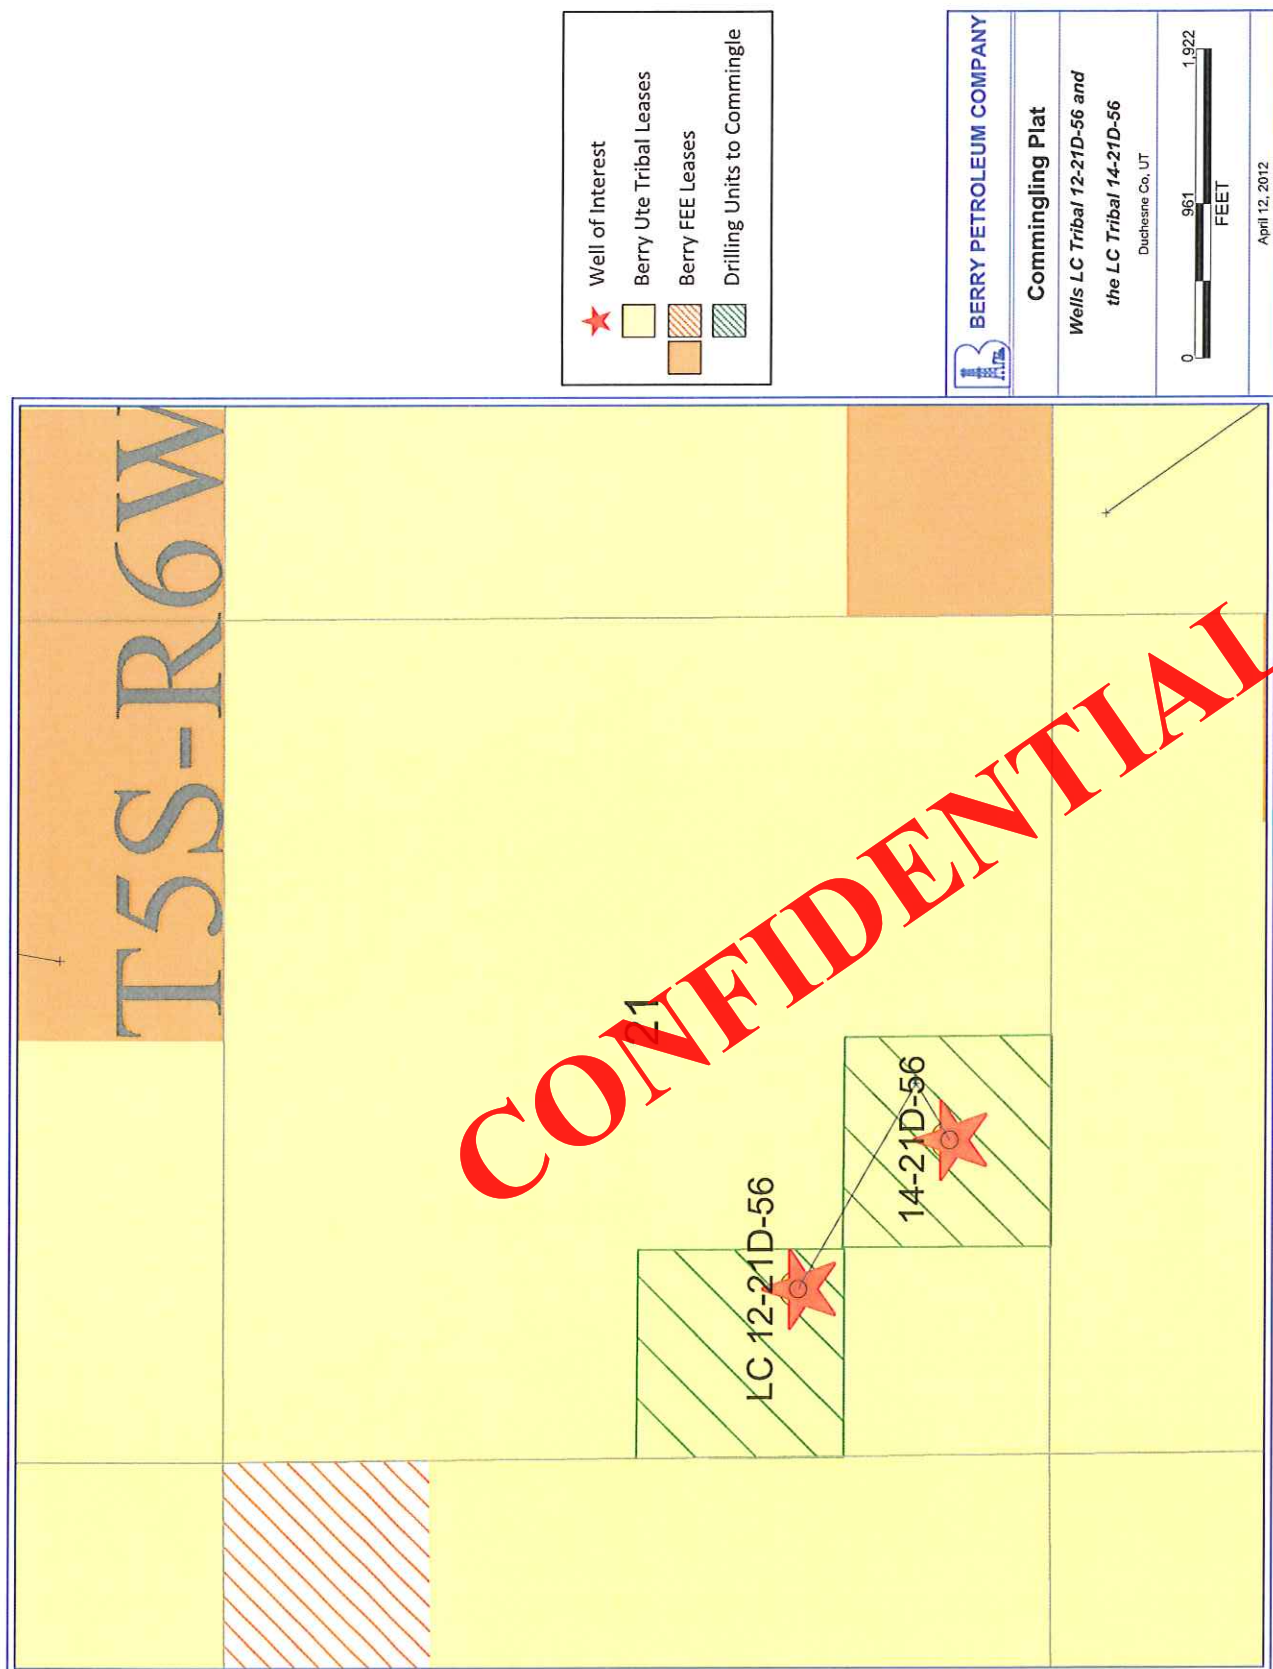 T5S-R6W
21
LC 12-21D-56
14-21D-56
CONFIDENTIAL
Well of Interest
Berry Ute Tribal Leases
Berry FEE Leases
Drilling Units to Commingle
BERRY PETROLEUM COMPANY
Commingling Plat
Wells LC Tribal 12-21D-56 and
the LC Tribal 14-21D-56
Duchesne Co, UT
0 961 1,922
FEET
April 12, 2012